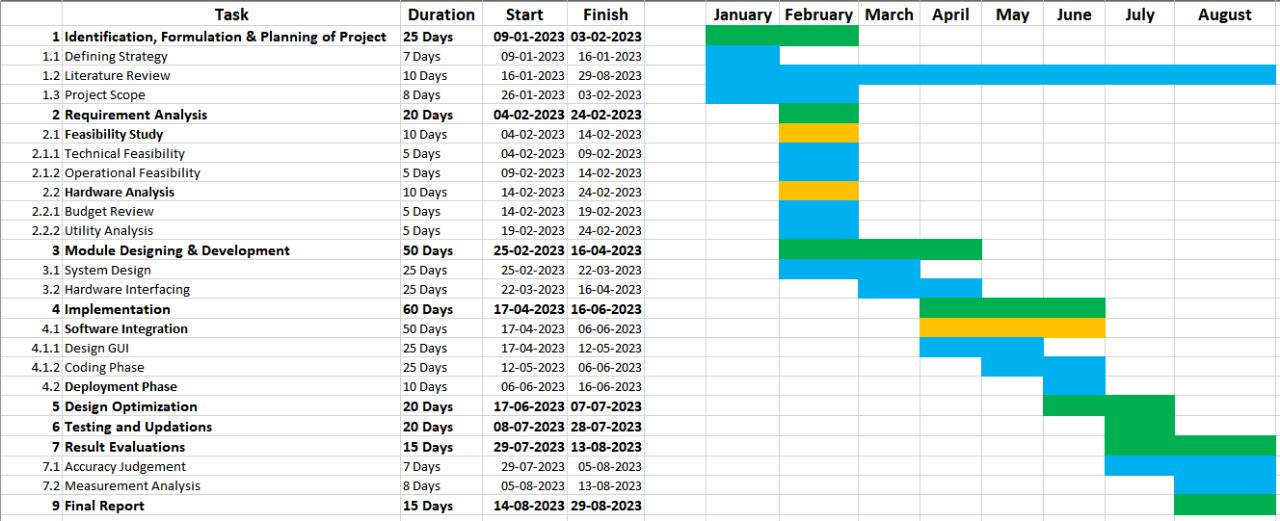 Task Duration Start Finish January February March April May June July August
1 Identification, Formulation & Planning of Project 25 Days 09-01-2023 03-02-2023
1.1 Defining Strategy 7 Days 09-01-2023 16-01-2023
1.2 Literature Review 10 Days 16-01-2023 29-08-2023
1.3 Project Scope 8 Days 26-01-2023 03-02-2023
2 Requirement Analysis 20 Days 04-02-2023 24-02-2023
2.1 Feasibility Study 10 Days 04-02-2023 14-02-2023
2.1.1 Technical Feasibility 5 Days 04-02-2023 09-02-2023
2.1.2 Operational Feasibility 5 Days 09-02-2023 14-02-2023
2.2 Hardware Analysis 10 Days 14-02-2023 24-02-2023
2.2.1 Budget Review 5 Days 14-02-2023 19-02-2023
2.2.2 Utility Analysis 5 Days 19-02-2023 24-02-2023
3 Module Designing & Development 50 Days 25-02-2023 16-04-2023
3.1 System Design 25 Days 25-02-2023 22-03-2023
3.2 Hardware Interfacing 25 Days 22-03-2023 16-04-2023
4 Implementation 60 Days 17-04-2023 16-06-2023
4.1 Software Integration 50 Days 17-04-2023 06-06-2023
4.1.1 Design GUI 25 Days 17-04-2023 12-05-2023
4.1.2 Coding Phase 25 Days 12-05-2023 06-06-2023
4.2 Deployment Phase 10 Days 06-06-2023 16-06-2023
5 Design Optimization 20 Days 17-06-2023 07-07-2023
6 Testing and Updations 20 Days 08-07-2023 28-07-2023
7 Result Evaluations 15 Days 29-07-2023 13-08-2023
7.1 Accuracy Judgement 7 Days 29-07-2023 05-08-2023
7.2 Measurement Analysis 8 Days 05-08-2023 13-08-2023
9 Final Report 15 Days 14-08-2023 29-08-2023